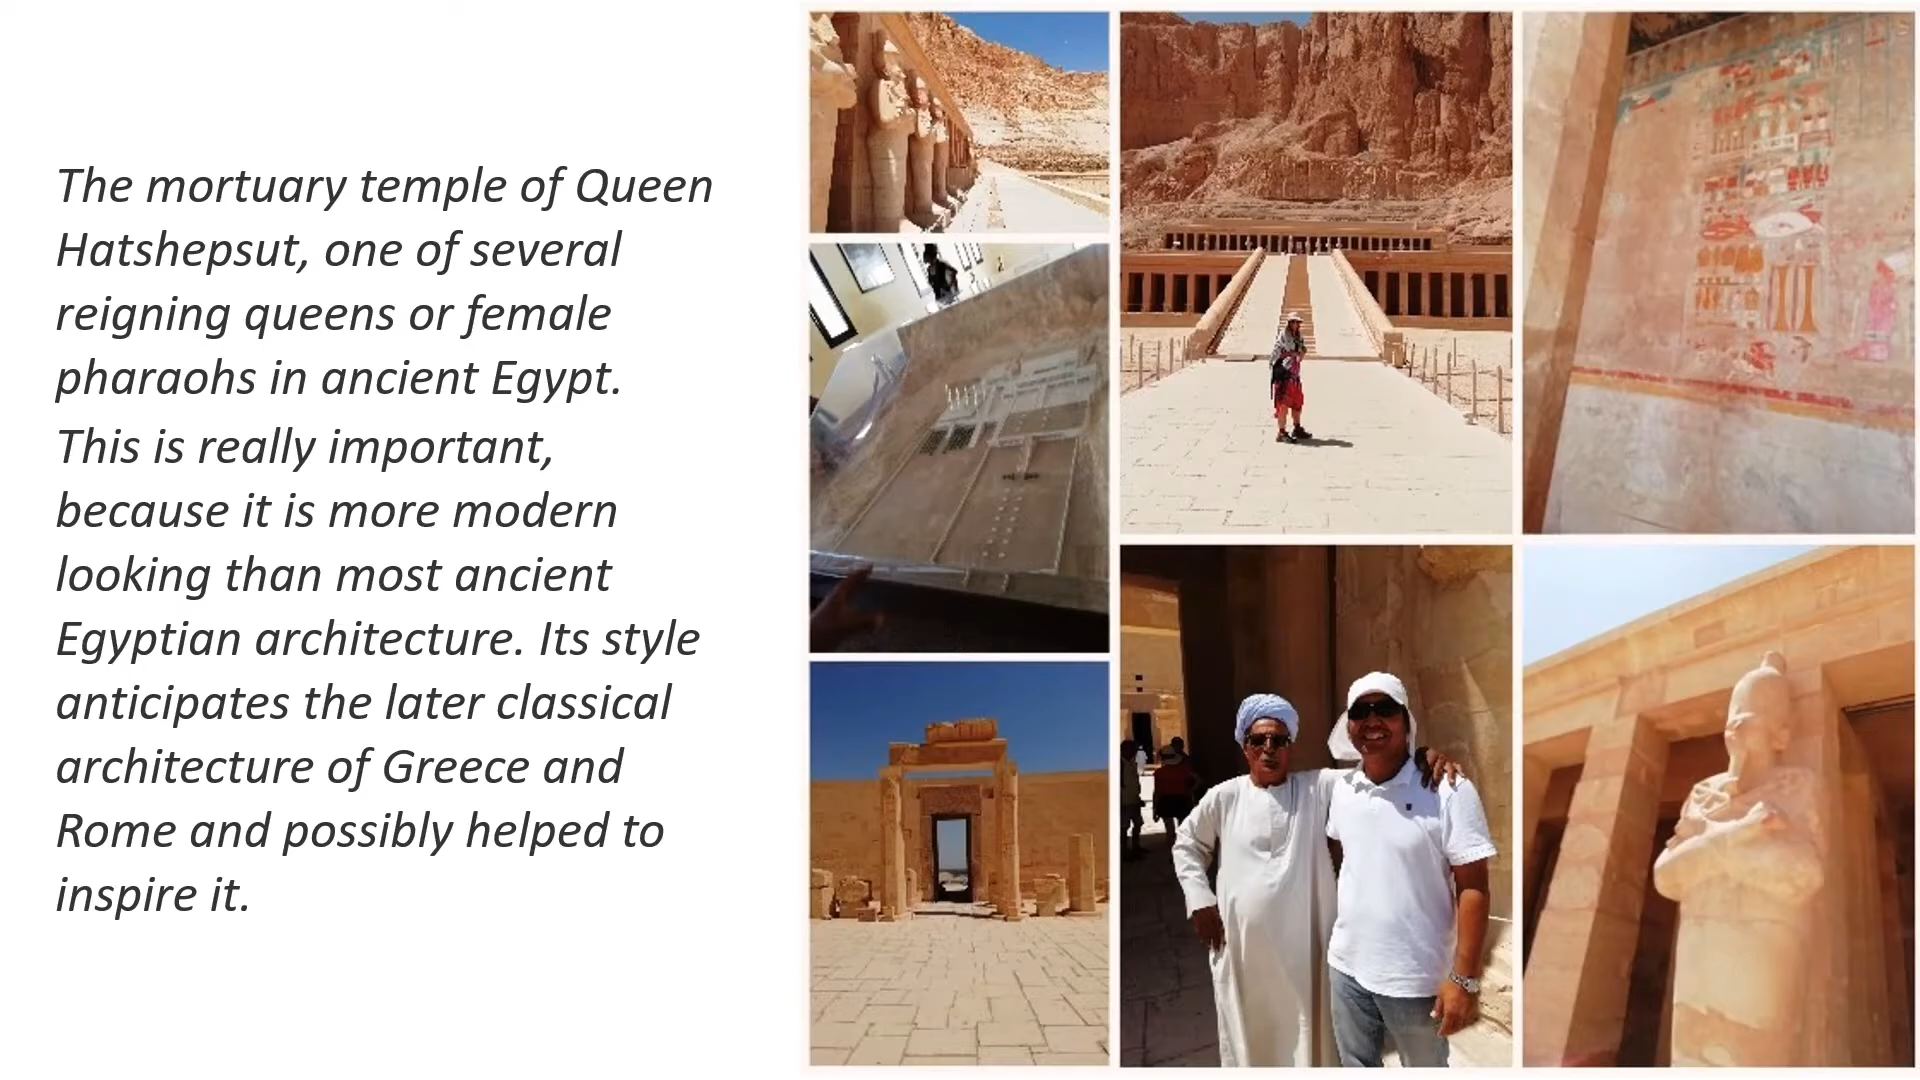 The mortuary temple of Queen
Hatshepsut, one of several
reigning queens or female
pharaohs in ancient Egypt.
This is really important,
because it is more modern
looking than most ancient
Egyptian architecture. Its style
anticipates the later classical
architecture of Greece and
Rome and possibly helped to
inspire it.